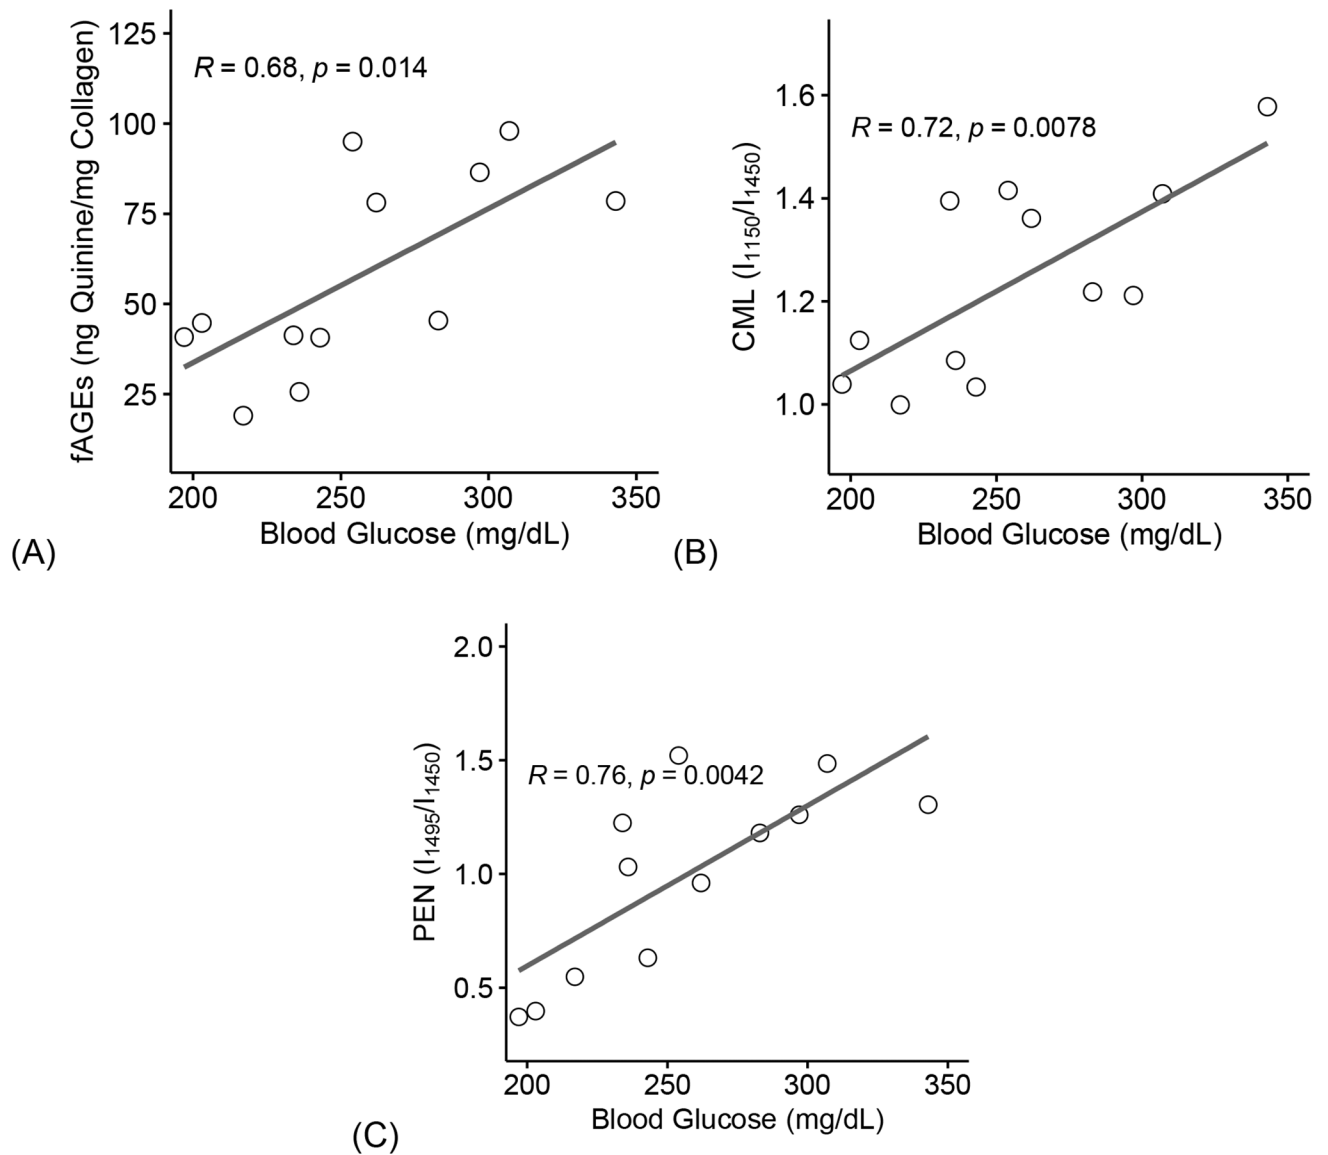 fAGEs (ng Quinine/mg Collagen)
125
100
75
50
25
R = 0.68, p = 0.014
200 250 300 350
Blood Glucose (mg/dL)
(A)
CML (I1150/I1450)
1.6
1.4
1.2
1.0
R = 0.72, p = 0.0078
200 250 300 350
Blood Glucose (mg/dL)
(B)
PEN (I1495/I1450)
2.0
1.5
1.0
0.5
R = 0.76, p = 0.0042
200 250 300 350
Blood Glucose (mg/dL)
(C)